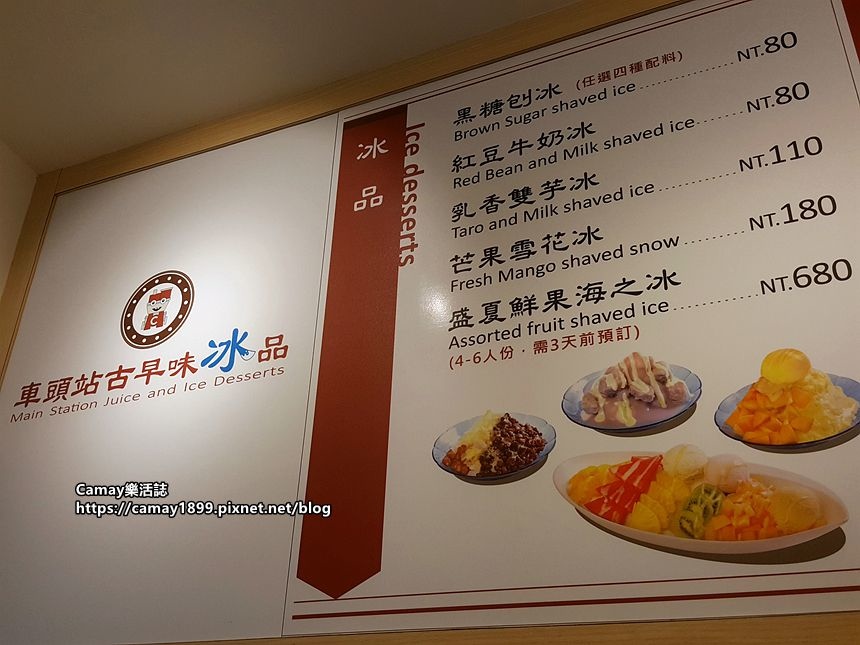 車頭站古早味冰品
Main Station Juice and Ice Desserts
冰品
Ice desserts
黑糖刨冰 (任選四種配料)
Brown Sugar shaved ice NT.80
紅豆牛奶冰
Red Bean and Milk shaved ice NT.80
乳香雙芋冰
Taro and Milk shaved ice NT.110
芒果雪花冰
Fresh Mango shaved snow NT.180
盛夏鮮果海之冰
Assorted fruit shaved ice NT.680
(4-6人份，需3天前預訂)
Camay樂活誌
https://camay1899.pixnet.net/blog